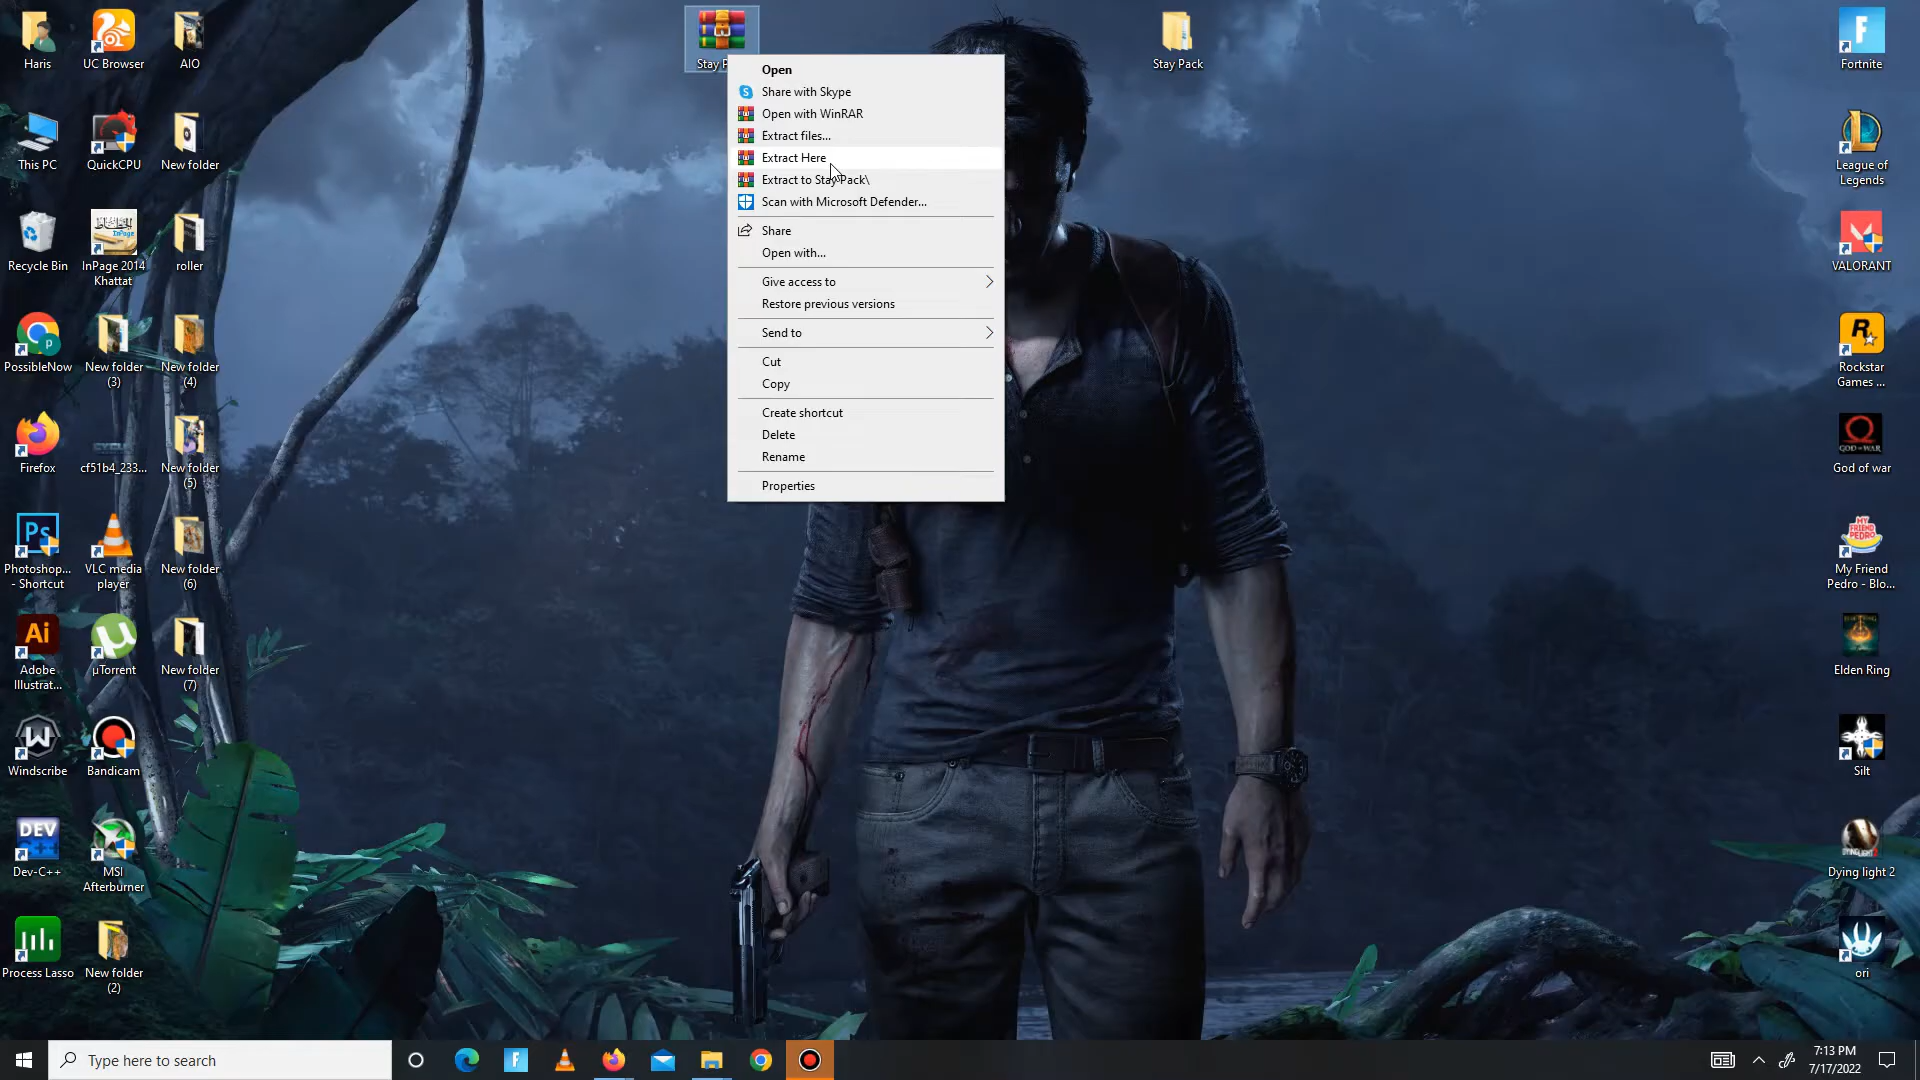 Haris
UC Browser
AIO
Stay P
Stay Pack
Fortnite
Open
Share with Skype
Open with WinRAR
Extract files...
Extract Here
Extract to Stay Pack\
Scan with Microsoft Defender...
Share
Open with...
Give access to
Restore previous versions
Send to
Cut
Copy
Create shortcut
Delete
Rename
Properties
This PC
QuickCPU
New folder
League of
Legends
Recycle Bin
InPage 2014
Khattat
roller
VALORANT
PossibleNow
New folder
(3)
New folder
(4)
Rockstar
Games ...
Firefox
cf51b4_233...
New folder
(5)
God of war
Photoshop...
- Shortcut
VLC media
player
New folder
(6)
My Friend
Pedro - Blo...
Adobe
Illustrat...
µTorrent
New folder
(7)
Elden Ring
Windscribe
Bandicam
Silt
DEV
Dev-C++
MSI
Afterburner
Dying light 2
Process Lasso
New folder
(2)
ori
Type here to search
7:13 PM
7/17/2022